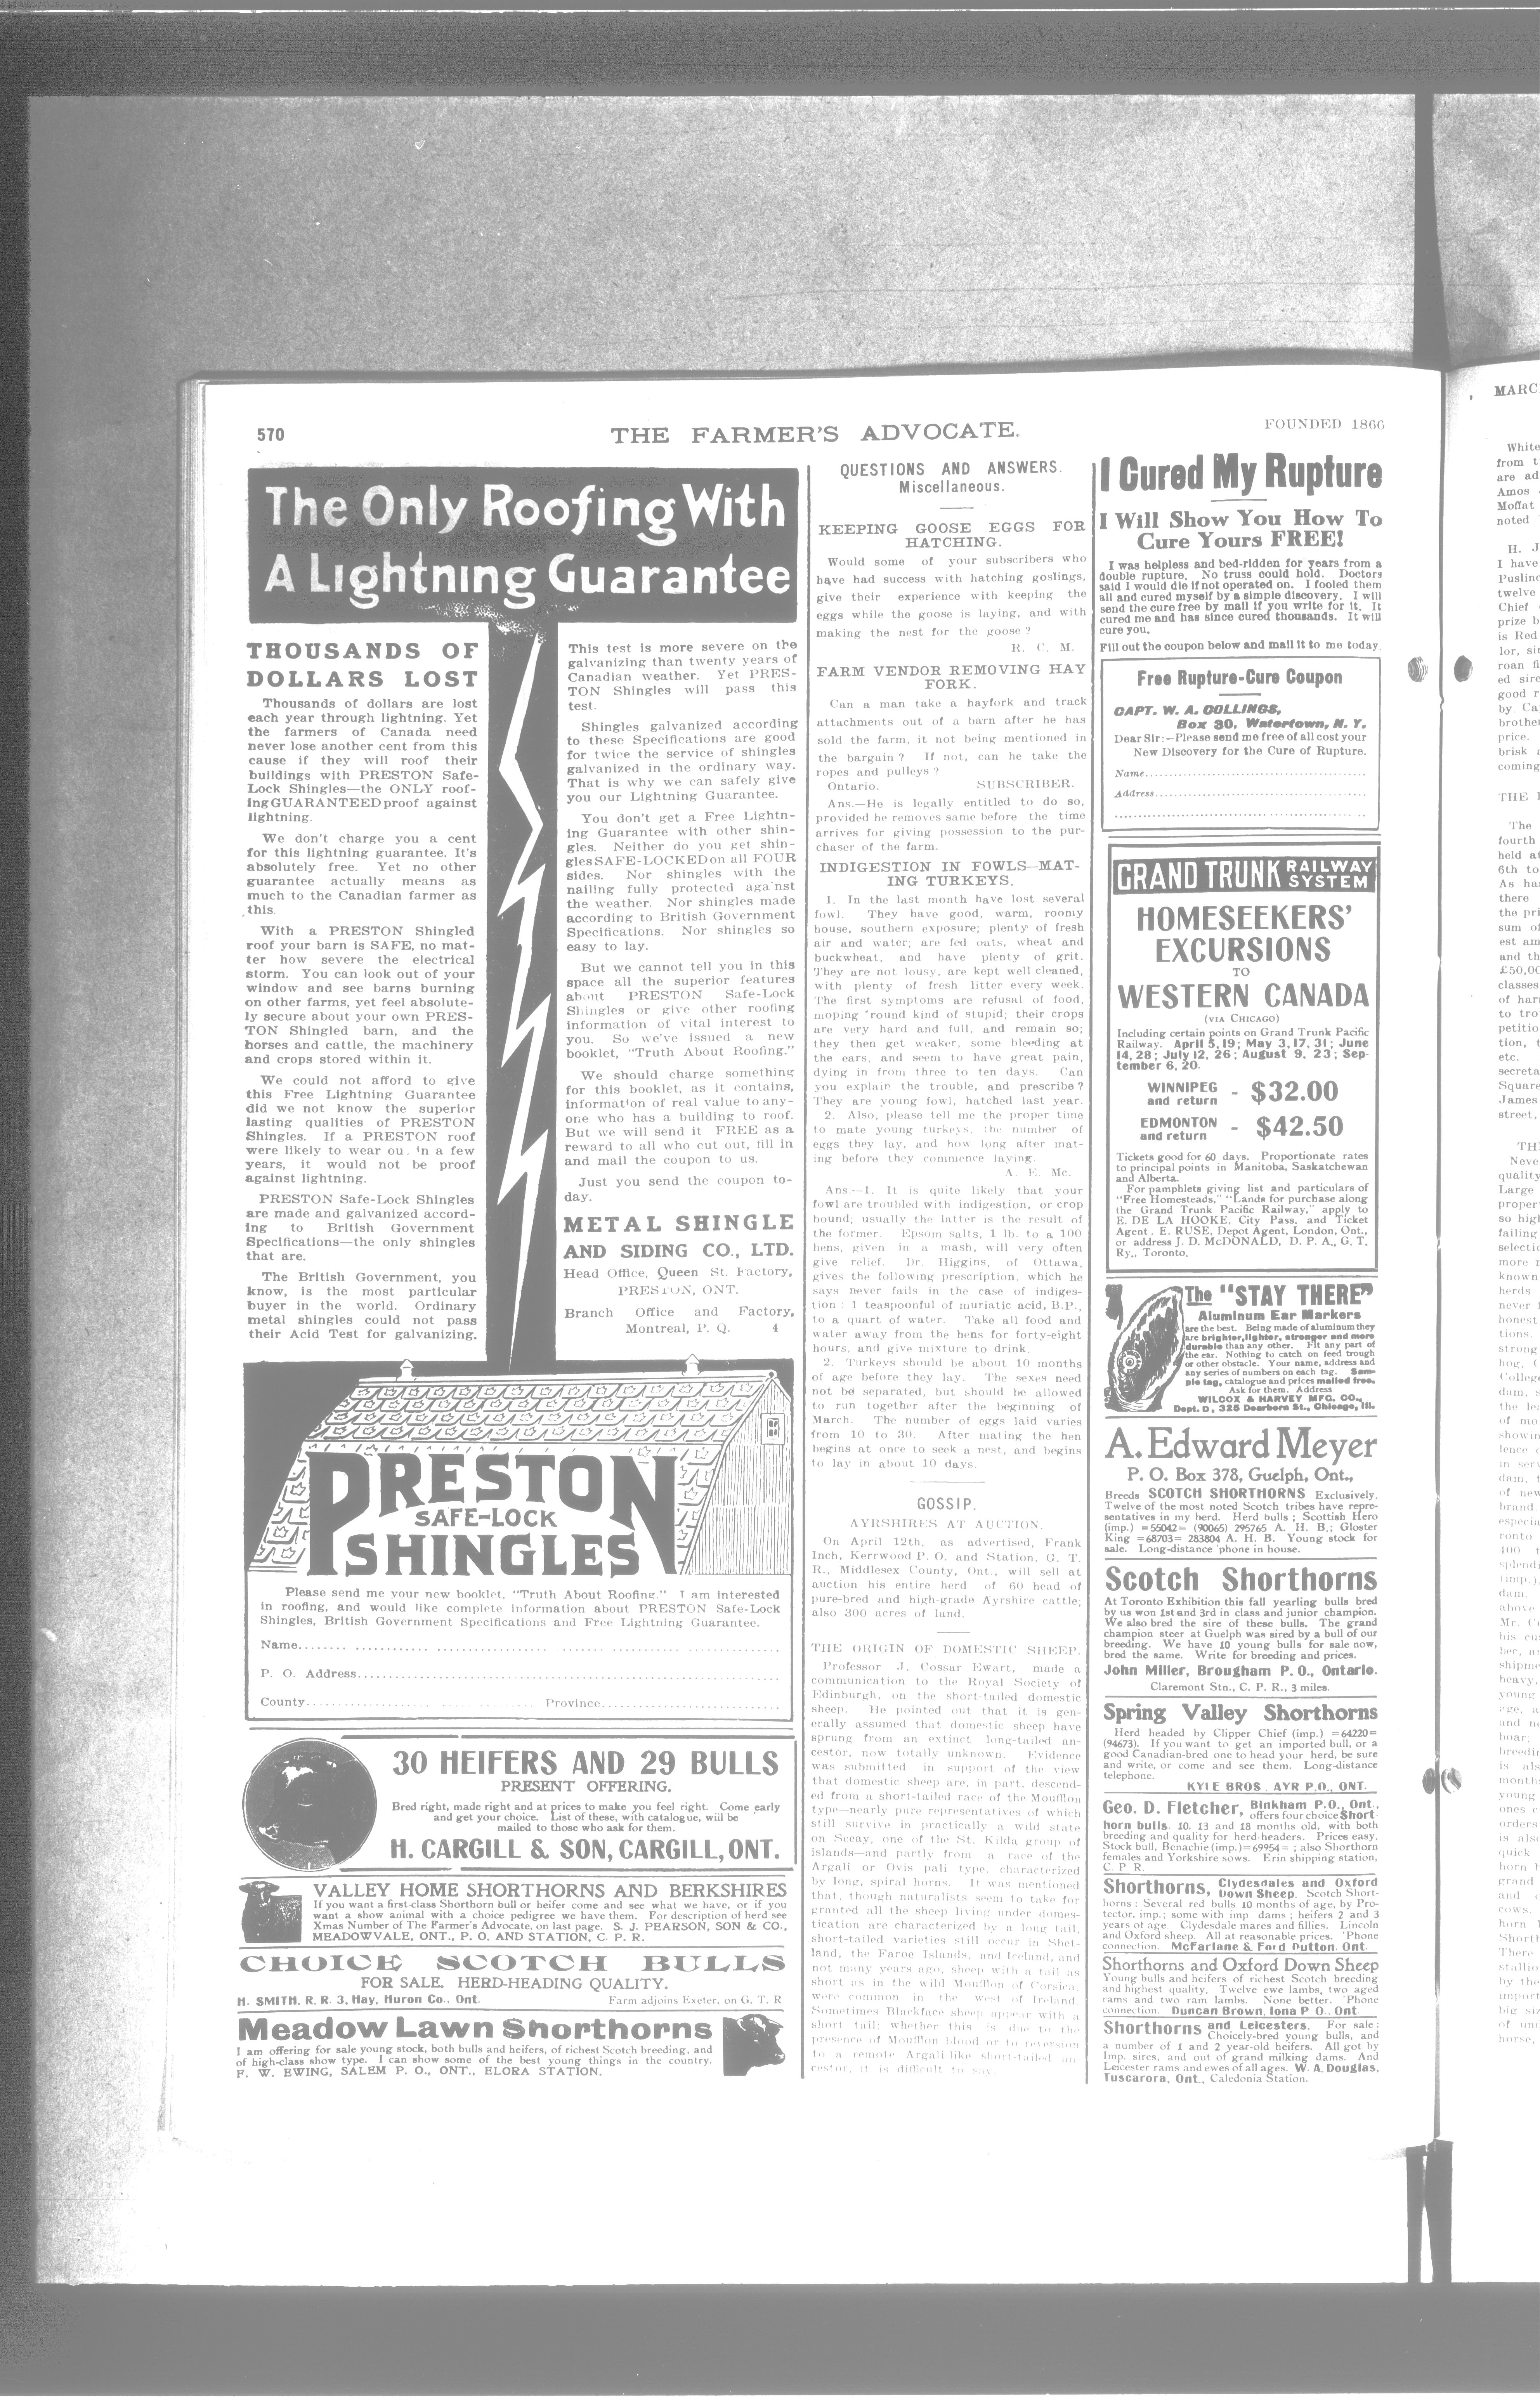 570
THE FARMER'S ADVOCATE.
FOUNDED 1866
The Only Roofing With
A Lightning Guarantee
THOUSANDS OF
DOLLARS LOST
Thousands of dollars are lost
each year through lightning. Yet
the farmers of Canada need
never lose another cent from this
cause if they will roof their
buildings with PRESTON Safe-
Lock Shingles—the ONLY roof-
ing GUARANTEED proof against
lightning.
We don't charge you a cent
for this lightning guarantee. It's
absolutely free. Yet no other
guarantee actually means as
much to the Canadian farmer as
this.
With a PRESTON Shingled
roof your barn is SAFE, no mat-
ter how severe the electrical
storm. You can look out of your
window and see barns burning
on other farms, yet feel absolute-
ly secure about your own PRES-
TON Shingled barn, and the
horses and cattle, the machinery
and crops stored within it.
We could not afford to give
this Free Lightning Guarantee
did we not know the superior
lasting qualities of PRESTON
Shingles. If a PRESTON roof
were likely to wear ou. in a few
years, it would not be proof
against lightning.
PRESTON Safe-Lock Shingles
are made and galvanized accord-
ing to British Government
Specifications—the only shingles
that are.
The British Government, you
know, is the most particular
buyer in the world. Ordinary
metal shingles could not pass
their Acid Test for galvanizing.
This test is more severe on the
galvanizing than twenty years of
Canadian weather. Yet PRES-
TON Shingles will pass this
test.
Shingles galvanized according
to these Specifications are good
for twice the service of shingles
galvanized in the ordinary way.
That is why we can safely give
you our Lightning Guarantee.
You don't get a Free Lightn-
ing Guarantee with other shin-
gles. Neither do you get shin-
gles SAFE-LOCKED on all FOUR
sides. Nor shingles with the
nailing fully protected against
the weather. Nor shingles made
according to British Government
Specifications. Nor shingles so
easy to lay.
But we cannot tell you in this
space all the superior features
about PRESTON Safe-Lock
Shingles or give other roofing
information of vital interest to
you. So we've issued a new
booklet, "Truth About Roofing."
We should charge something
for this booklet, as it contains,
information of real value to any-
one who has a building to roof.
But we will send it FREE as a
reward to all who cut out, fill in
and mail the coupon to us.
Just you send the coupon to-
day.
METAL SHINGLE
AND SIDING CO., LTD.
Head Office, Queen St. Factory,
PRESTON, ONT.
Branch Office and Factory,
Montreal, P. Q. 4
PRESTON
SAFE-LOCK
SHINGLES
Please send me your new booklet, "Truth About Roofing." I am interested
in roofing, and would like complete information about PRESTON Safe-Lock
Shingles, British Government Specifications and Free Lightning Guarantee.
Name........
P. O. Address........
County........ Province........
30 HEIFERS AND 29 BULLS
PRESENT OFFERING.
Bred right, made right and at prices to make you feel right. Come early
and get your choice. List of these, with catalogue, will be
mailed to those who ask for them.
H. CARGILL & SON, CARGILL, ONT.
VALLEY HOME SHORTHORNS AND BERKSHIRES
If you want a first-class Shorthorn bull or heifer come and see what we have, or if you
want a show animal with a choice pedigree we have them. For description of herd see
Xmas Number of The Farmer's Advocate, on last page. S. J. PEARSON, SON & CO.,
MEADOWVALE, ONT., P. O. AND STATION, C. P. R.
CHOICE SCOTCH BULLS
FOR SALE. HERD-HEADING QUALITY.
H. SMITH, R. R. 3, Hay, Huron Co., Ont. Farm adjoins Exeter, on G. T. R
Meadow Lawn Shorthorns
I am offering for sale young stock, both bulls and heifers, of richest Scotch breeding, and
of high-class show type. I can show some of the best young things in the country.
F. W. EWING, SALEM P. O., ONT., ELORA STATION.
QUESTIONS AND ANSWERS.
Miscellaneous.
KEEPING GOOSE EGGS FOR
HATCHING.
Would some of your subscribers who
have had success with hatching goslings,
give their experience with keeping the
eggs while the goose is laying, and with
making the nest for the goose?
R. C. M.
FARM VENDOR REMOVING HAY
FORK.
Can a man take a hayfork and track
attachments out of a barn after he has
sold the farm, it not being mentioned in
the bargain? If not, can he take the
ropes and pulleys?
Ontario. SUBSCRIBER.
Ans.—He is legally entitled to do so,
provided he removes same before the time
arrives for giving possession to the pur-
chaser of the farm.
INDIGESTION IN FOWLS—MAT-
ING TURKEYS.
1. In the last month have lost several
fowl. They have good, warm, roomy
house, southern exposure; plenty of fresh
air and water; are fed oats, wheat and
buckwheat, and have plenty of grit.
They are not lousy, are kept well cleaned,
with plenty of fresh litter every week.
The first symptoms are refusal of food,
moping 'round kind of stupid; their crops
are very hard and full, and remain so;
they then get weaker, some bleeding at
the ears, and seem to have great pain,
dying in from three to ten days. Can
you explain the trouble, and prescribe?
They are young fowl, hatched last year.
2. Also, please tell me the proper time
to mate young turkeys, the number of
eggs they lay, and how long after mat-
ing before they commence laying.
A. E. Mc.
Ans.—1. It is quite likely that your
fowl are troubled with indigestion, or crop
bound; usually the latter is the result of
the former. Epsom salts, 1 lb. to a 100
hens, given in a mash, will very often
give relief. Dr. Higgins, of Ottawa,
gives the following prescription, which he
says never fails in the case of indiges-
tion: 1 teaspoonful of muriatic acid, B.P.,
to a quart of water. Take all food and
water away from the hens for forty-eight
hours, and give mixture to drink.
2. Turkeys should be about 10 months
of age before they lay. The sexes need
not be separated, but should be allowed
to run together after the beginning of
March. The number of eggs laid varies
from 10 to 30. After mating the hen
begins at once to seek a nest, and begins
to lay in about 10 days.
GOSSIP.
AYRSHIRES AT AUCTION.
On April 12th, as advertised, Frank
Inch, Kerrwood P. O. and Station, G. T.
R., Middlesex County, Ont., will sell at
auction his entire herd of 60 head of
pure-bred and high-grade Ayrshire cattle;
also 300 acres of land.
THE ORIGIN OF DOMESTIC SHEEP.
Professor J. Cossar Ewart, made a
communication to the Royal Society of
Edinburgh, on the short-tailed domestic
sheep. He pointed out that it is gen-
erally assumed that domestic sheep have
sprung from an extinct long-tailed an-
cestor, now totally unknown. Evidence
was submitted in support of the view
that domestic sheep are, in part, descend-
ed from a short-tailed race of the Moufflon
type—nearly pure representatives of which
still survive in practically a wild state
on Sceay, one of the St. Kilda group of
islands—and partly from a race of the
Argali or Ovis pali type, characterized
by long, spiral horns. It was mentioned
that, though naturalists seem to take for
granted all the sheep living under domes-
tication are characterized by a long tail,
short-tailed varieties still occur in Shet-
land, the Faroe Islands, and Iceland, and
not many years ago, sheep with a tail as
short as in the wild Moufflon of Corsica,
were common in the west of Ireland.
Sometimes Blackface sheep appear with a
short tail; whether this is due to the
presence of Moufflon blood or to reversion
to a remote Argali-like short-tailed an-
cestor, it is difficult to say.
I Cured My Rupture
I Will Show You How To
Cure Yours FREE!
I was helpless and bed-ridden for years from a
double rupture. No truss could hold. Doctors
said I would die if not operated on. I fooled them
all and cured myself by a simple discovery. I will
send the cure free by mail if you write for it. It
cured me and has since cured thousands. It will
cure you.
Fill out the coupon below and mail it to me today.
Free Rupture-Cure Coupon
CAPT. W. A. COLLINGS,
Box 30, Watertown, N. Y.
Dear Sir:—Please send me free of all cost your
New Discovery for the Cure of Rupture.
Name........
Address........
GRAND TRUNK RAILWAY SYSTEM
HOMESEEKERS'
EXCURSIONS
TO
WESTERN CANADA
(VIA CHICAGO)
Including certain points on Grand Trunk Pacific
Railway. April 5, 19; May 3, 17, 31; June
14, 28; July 12, 26; August 9, 23; Sep-
tember 6, 20.
WINNIPEG and return - $32.00
EDMONTON and return - $42.50
Tickets good for 60 days. Proportionate rates
to principal points in Manitoba, Saskatchewan
and Alberta.
For pamphlets giving list and particulars of
"Free Homesteads," "Lands for purchase along
the Grand Trunk Pacific Railway," apply to
E. DE LA HOOKE, City Pass. and Ticket
Agent. E. RUSE, Depot Agent, London, Ont.,
or address J. D. McDONALD, D. P. A., G. T.
Ry., Toronto.
The "STAY THERE"
Aluminum Ear Markers
are the best. Being made of aluminum they
are brighter, lighter, stronger and more
durable than any other. Fit any part of
the ear. Nothing to catch on feed trough
or other obstacle. Your name, address and
any series of numbers on each tag. Sam-
ple tag, catalogue and prices mailed free.
Ask for them. Address
WILCOX & HARVEY MFG. CO.,
Dept. D, 325 Dearborn St., Chicago, Ill.
A. Edward Meyer
P. O. Box 378, Guelph, Ont.,
Breeds SCOTCH SHORTHORNS Exclusively.
Twelve of the most noted Scotch tribes have repre-
sentatives in my herd. Herd bulls; Scottish Hero
(imp.) =55042= (90065) 295765 A. H. B.; Gloster
King =68703= 283804 A. H. B. Young stock for
sale. Long-distance 'phone in house.
Scotch Shorthorns
At Toronto Exhibition this fall yearling bulls bred
by us won 1st and 3rd in class and junior champion.
We also bred the sire of these bulls. The grand
champion steer at Guelph was sired by a bull of our
breeding. We have 10 young bulls for sale now,
bred the same. Write for breeding and prices.
John Miller, Brougham P. O., Ontario.
Claremont Stn., C. P. R., 3 miles.
Spring Valley Shorthorns
Herd headed by Clipper Chief (imp.) =64220=
(94673). If you want to get an imported bull, or a
good Canadian-bred one to head your herd, be sure
and write, or come and see them. Long-distance
telephone.
KYLE BROS. AYR P.O., ONT.
Geo. D. Fletcher, Binkham P.O., Ont.,
offers four choice Short-
horn bulls 10, 13 and 18 months old, with both
breeding and quality for herd-headers. Prices easy.
Stock bull, Benachie (imp.) =69954=; also Shorthorn
females and Yorkshire sows. Erin shipping station,
C. P R.
Shorthorns, Clydesdales and Oxford
Down Sheep. Scotch Short-
horns: Several red bulls 10 months of age, by Pro-
tector, imp.; some with imp dams; heifers 2 and 3
years of age. Clydesdale mares and fillies. Lincoln
and Oxford sheep. All at reasonable prices. 'Phone
connection. McFarlane & Ford Dutton Ont.
Shorthorns and Oxford Down Sheep
Young bulls and heifers of richest Scotch breeding
and highest quality. Twelve ewe lambs, two aged
rams and two ram lambs. None better. 'Phone
connection. Duncan Brown, Iona P O., Ont
Shorthorns and Leicesters. For sale:
Choicely-bred young bulls, and
a number of 1 and 2 year-old heifers. All got by
Imp. sires, and out of grand milking dams. And
Leicester rams and ewes of all ages. W. A. Douglas,
Tuscarora, Ont., Caledonia Station.